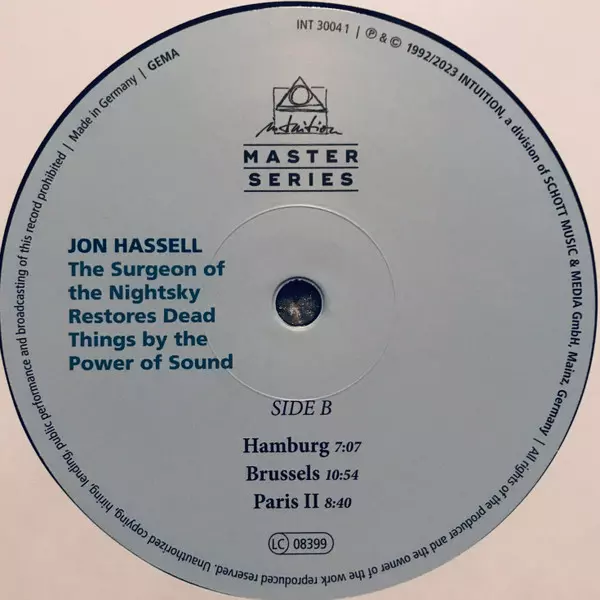 INT 3004 1 | ℗ & © 1992/2023 INTUITION, a division of SCHOTT MUSIC & MEDIA GmbH, Mainz, Germany | All rights of the producer and the owner of the work reproduced reserved. Unauthorized copying, hiring, lending, public performance and broadcasting of this record prohibited | Made in Germany | GEMA
intuition
MASTER
SERIES
JON HASSELL
The Surgeon of
the Nightsky
Restores Dead
Things by the
Power of Sound
SIDE B
Hamburg 7:07
Brussels 10:54
Paris II 8:40
LC 08399